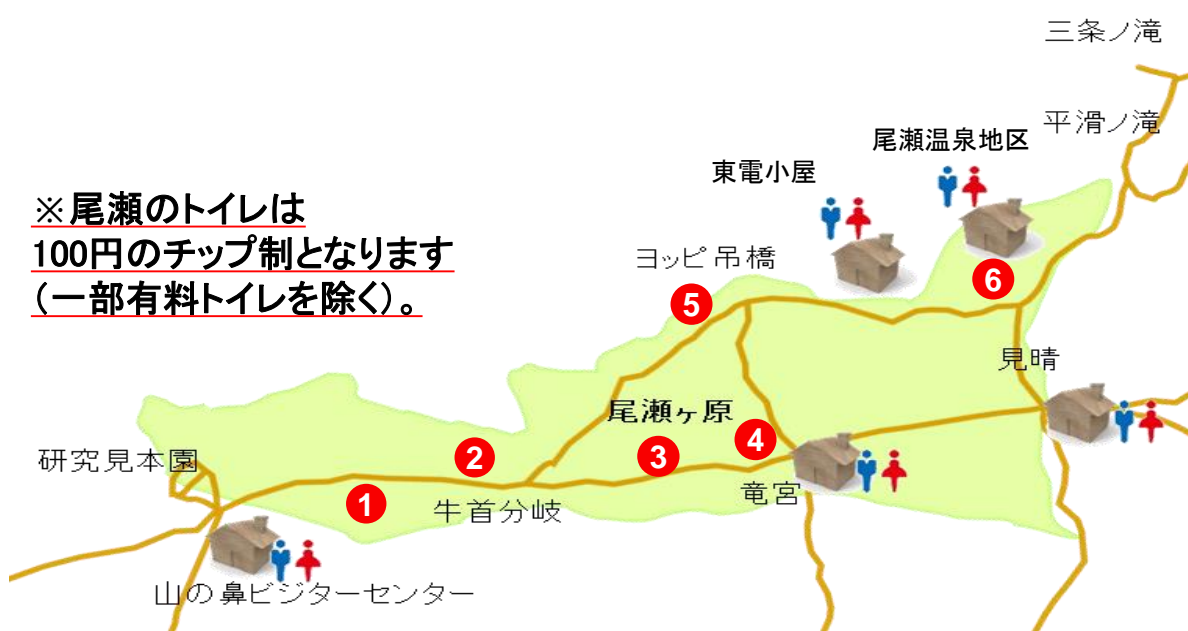 三条ノ滝
平滑ノ滝
尾瀬温泉地区
東電小屋
※尾瀬のトイレは
100円のチップ制となります
（一部有料トイレを除く）。
ヨッピ吊橋
6
5
見晴
尾瀬ヶ原
4
3
2
研究見本園
竜宮
1
牛首分岐
山の鼻ビジターセンター